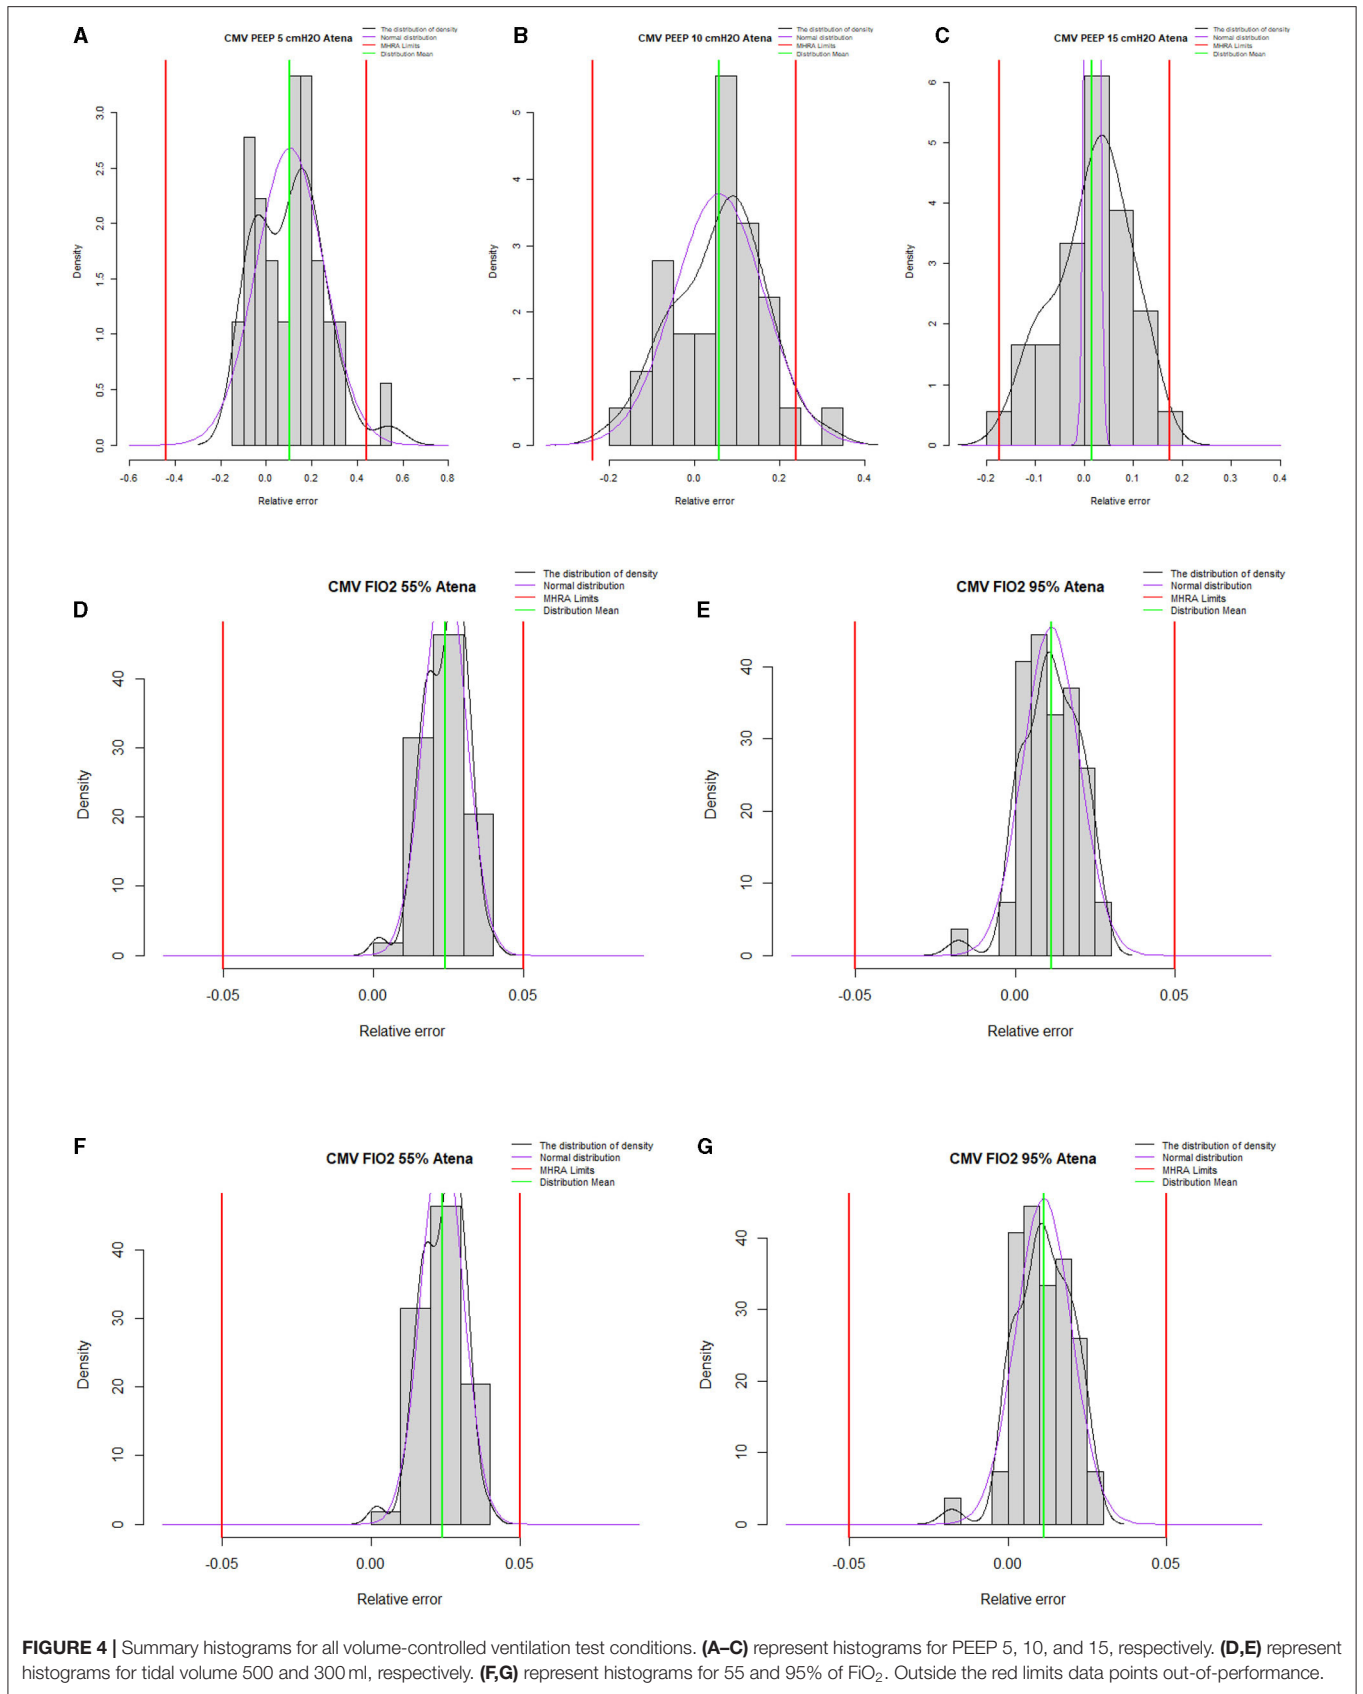 A
CMV PEEP 5 cmH2O Atena
The distribution of density
Normal distribution
MHRA Limits
Distribution Mean
Density
0.0
0.5
1.0
1.5
2.0
2.5
3.0
-0.6 -0.4 -0.2 0.0 0.2 0.4 0.6 0.8
Relative error
B
CMV PEEP 10 cmH2O Atena
The distribution of density
Normal distribution
MHRA Limits
Distribution Mean
Density
0
1
2
3
4
5
-0.2 0.0 0.2 0.4
Relative error
C
CMV PEEP 15 cmH2O Atena
The distribution of density
Normal distribution
MHRA Limits
Distribution Mean
Density
0
1
2
3
4
5
6
-0.2 -0.1 0.0 0.1 0.2 0.3 0.4
Relative error
D
CMV FIO2 55% Atena
The distribution of density
Normal distribution
MHRA Limits
Distribution Mean
Density
0
10
20
30
40
-0.05 0.00 0.05
Relative error
E
CMV FIO2 95% Atena
The distribution of density
Normal distribution
MHRA Limits
Distribution Mean
Density
0
10
20
30
40
-0.05 0.00 0.05
Relative error
F
CMV FIO2 55% Atena
The distribution of density
Normal distribution
MHRA Limits
Distribution Mean
Density
0
10
20
30
40
-0.05 0.00 0.05
Relative error
G
CMV FIO2 95% Atena
The distribution of density
Normal distribution
MHRA Limits
Distribution Mean
Density
0
10
20
30
40
-0.05 0.00 0.05
Relative error
FIGURE 4 | Summary histograms for all volume-controlled ventilation test conditions. (A–C) represent histograms for PEEP 5, 10, and 15, respectively. (D,E) represent
histograms for tidal volume 500 and 300 ml, respectively. (F,G) represent histograms for 55 and 95% of FiO₂. Outside the red limits data points out-of-performance.